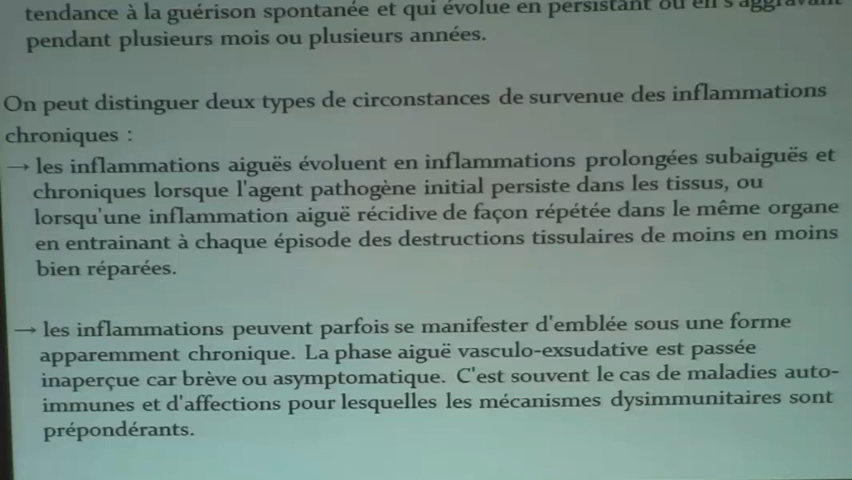 tendance à la guérison spontanée et qui évolue en persistant ou en s'aggravant
pendant plusieurs mois ou plusieurs années.
On peut distinguer deux types de circonstances de survenue des inflammations
chroniques :
→ les inflammations aiguës évoluent en inflammations prolongées subaiguës et
chroniques lorsque l'agent pathogène initial persiste dans les tissus, ou
lorsqu'une inflammation aiguë récidive de façon répétée dans le même organe
en entrainant à chaque épisode des destructions tissulaires de moins en moins
bien réparées.
→ les inflammations peuvent parfois se manifester d'emblée sous une forme
apparemment chronique. La phase aiguë vasculo-exsudative est passée
inaperçue car brève ou asymptomatique. C'est souvent le cas de maladies auto-
immunes et d'affections pour lesquelles les mécanismes dysimmunitaires sont
prépondérants.